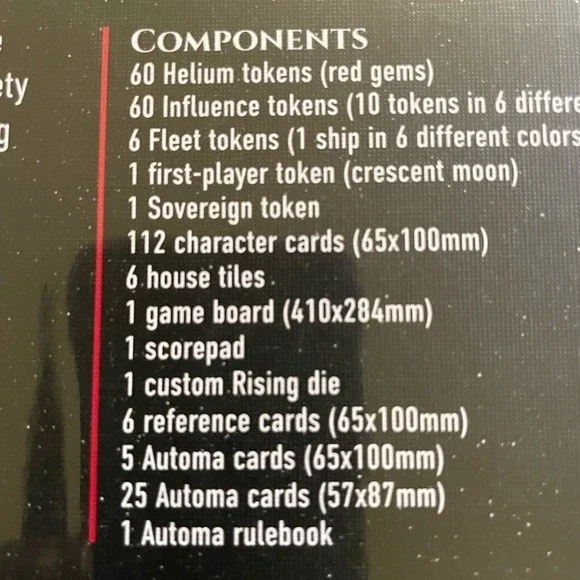 COMPONENTS
60 Helium tokens (red gems)
60 Influence tokens (10 tokens in 6
6 Fleet tokens (1 ship in 6 different colors
1 first-player token (crescent moon)
1 Sovereign token
112 character cards (65x100mm)
6 house tiles
1 game board (410x284mm)
1 scorepad
1 custom Rising die
6 reference cards (65x100mm)
5 Automa cards (65x100mm)
25 Automa cards (57x87mm)
1 Automa rulebook